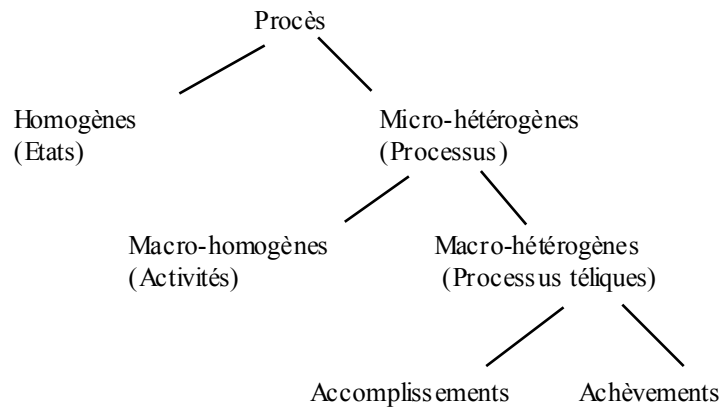 Procès
Homogènes
(Etats)
Micro-hétérogènes
(Processus)
Macro-homogènes
(Activités)
Macro-hétérogènes
(Processus téliques)
Accomplissements
Achèvements